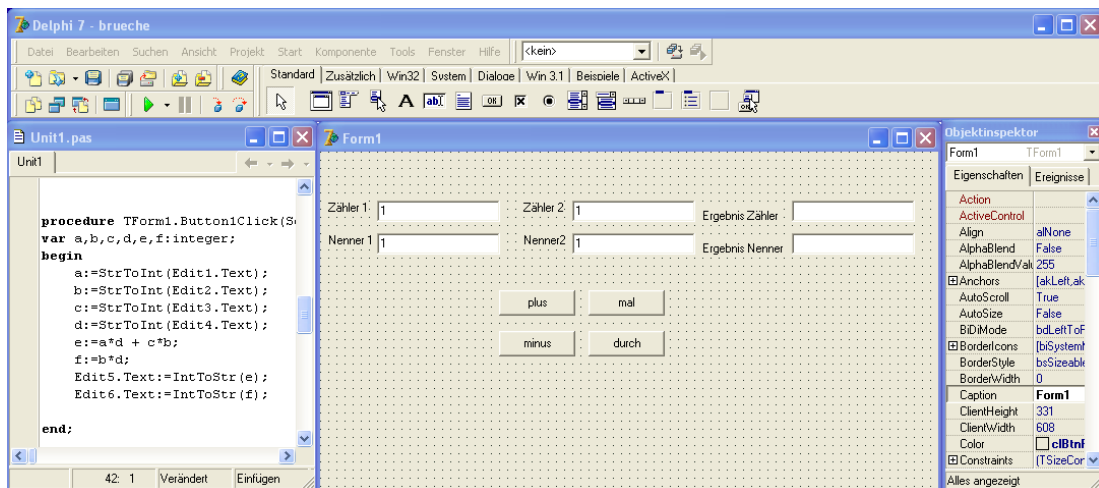 Delphi 7 - brueche
Datei Bearbeiten Suchen Ansicht Projekt Start Komponente Tools Fenster Hilfe <kein>
Standard Zusätzlich Win32 System Dialoge Win 3.1 Beispiele ActiveX
Unit1.pas
Unit1
procedure TForm1.Button1Click(S
var a,b,c,d,e,f:integer;
begin
a:=StrToInt(Edit1.Text);
b:=StrToInt(Edit2.Text);
c:=StrToInt(Edit3.Text);
d:=StrToInt(Edit4.Text);
e:=a*d + c*b;
f:=b*d;
Edit5.Text:=IntToStr(e);
Edit6.Text:=IntToStr(f);
end;
42: 1 Verändert Einfügen
Form1
Zähler 1 1 Zähler 2 1 Ergebnis Zähler
Nenner 1 1 Nenner2 1 Ergebnis Nenner
plus mal
minus durch
Objektinspektor
Form1 TForm1
Eigenschaften Ereignisse
Action
ActiveControl
Align alNone
AlphaBlend False
AlphaBlendValu 255
Anchors [akLeft,ak
AutoScroll True
AutoSize False
BiDiMode bdLeftToF
BorderIcons [biSystemM
BorderStyle bsSizeable
BorderWidth 0
Caption Form1
ClientHeight 331
ClientWidth 608
Color clBtnF
Constraints (TSizeCor
Alles angezeigt